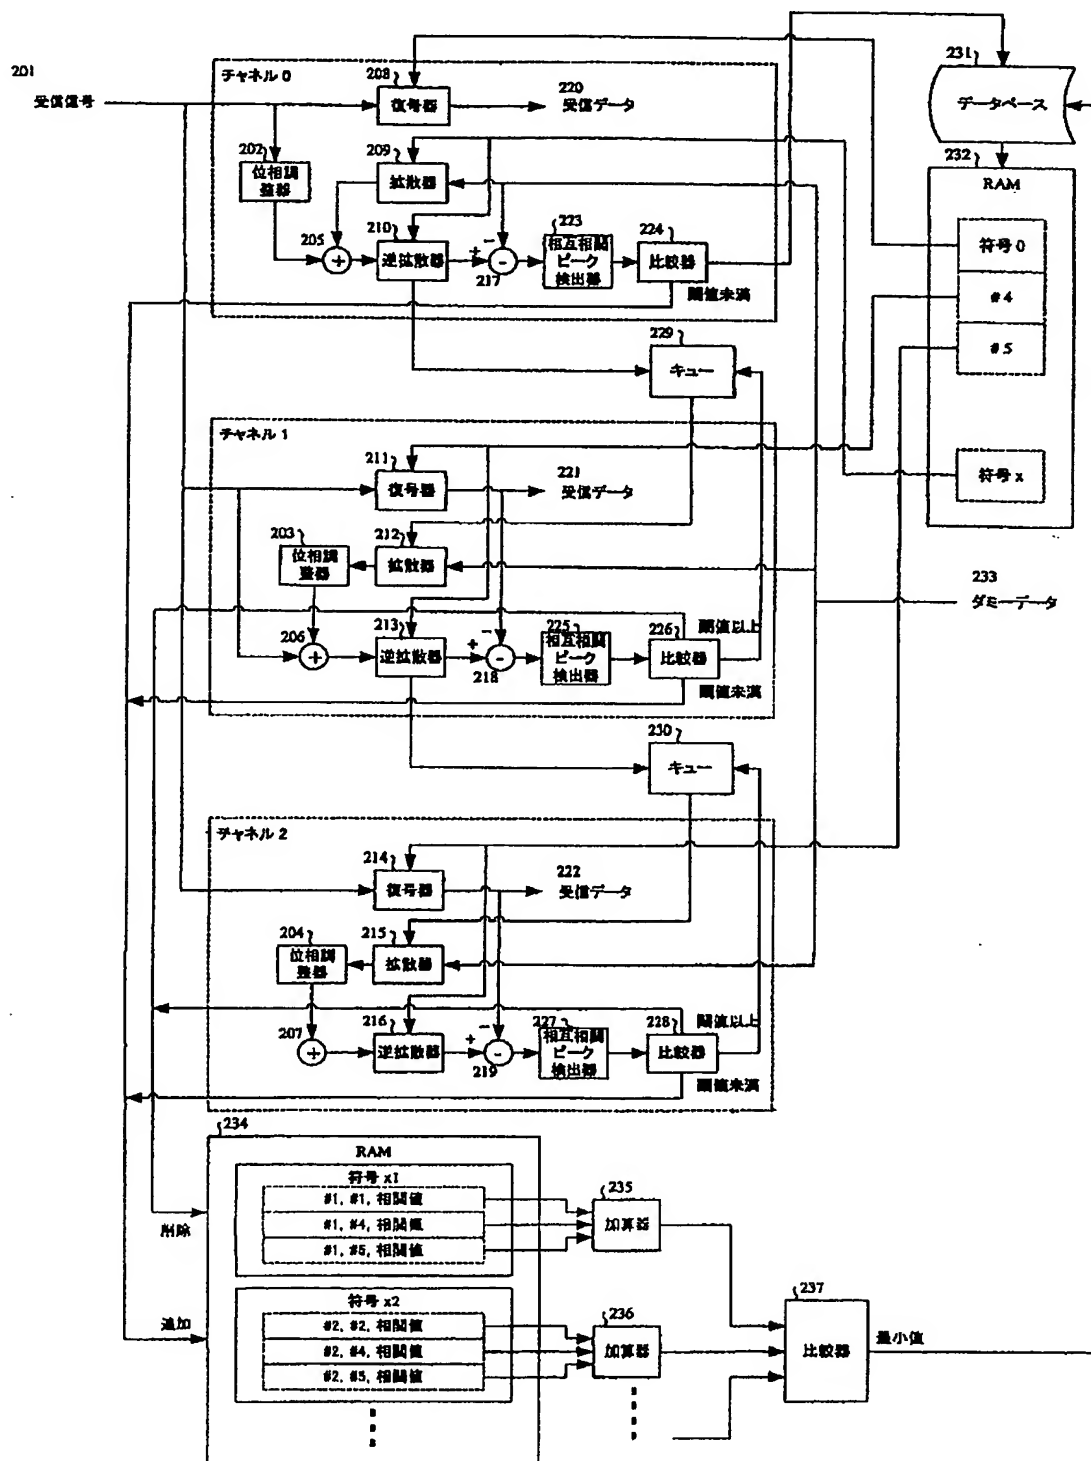 201
受信信号
チャネル 0
208
復号器
220
受信データ
231
データベース
202
位相調
整器
209
拡散器
232
RAM
205
+
210
逆拡散器
+
-
-
217
223
相互相関
ピーク
検出器
224
比較器
閾値未満
符号 0
#4
#5
符号 x
229
キュー
チャネル 1
211
復号器
221
受信データ
203
位相調
整器
212
拡散器
233
ダミーデータ
206
+
213
逆拡散器
+
-
-
218
225
相互相関
ピーク
検出器
226
比較器
閾値以上
閾値未満
230
キュー
チャネル 2
214
復号器
222
受信データ
204
位相調
整器
215
拡散器
207
+
216
逆拡散器
+
-
-
219
227
相互相関
ピーク
検出器
228
比較器
閾値以上
閾値未満
234
RAM
符号 x1
#1, #1, 相関値
#1, #4, 相関値
#1, #5, 相関値
235
加算器
削除
符号 x2
#2, #2, 相関値
#2, #4, 相関値
#2, #5, 相関値
236
加算器
追加
237
比較器
最小値